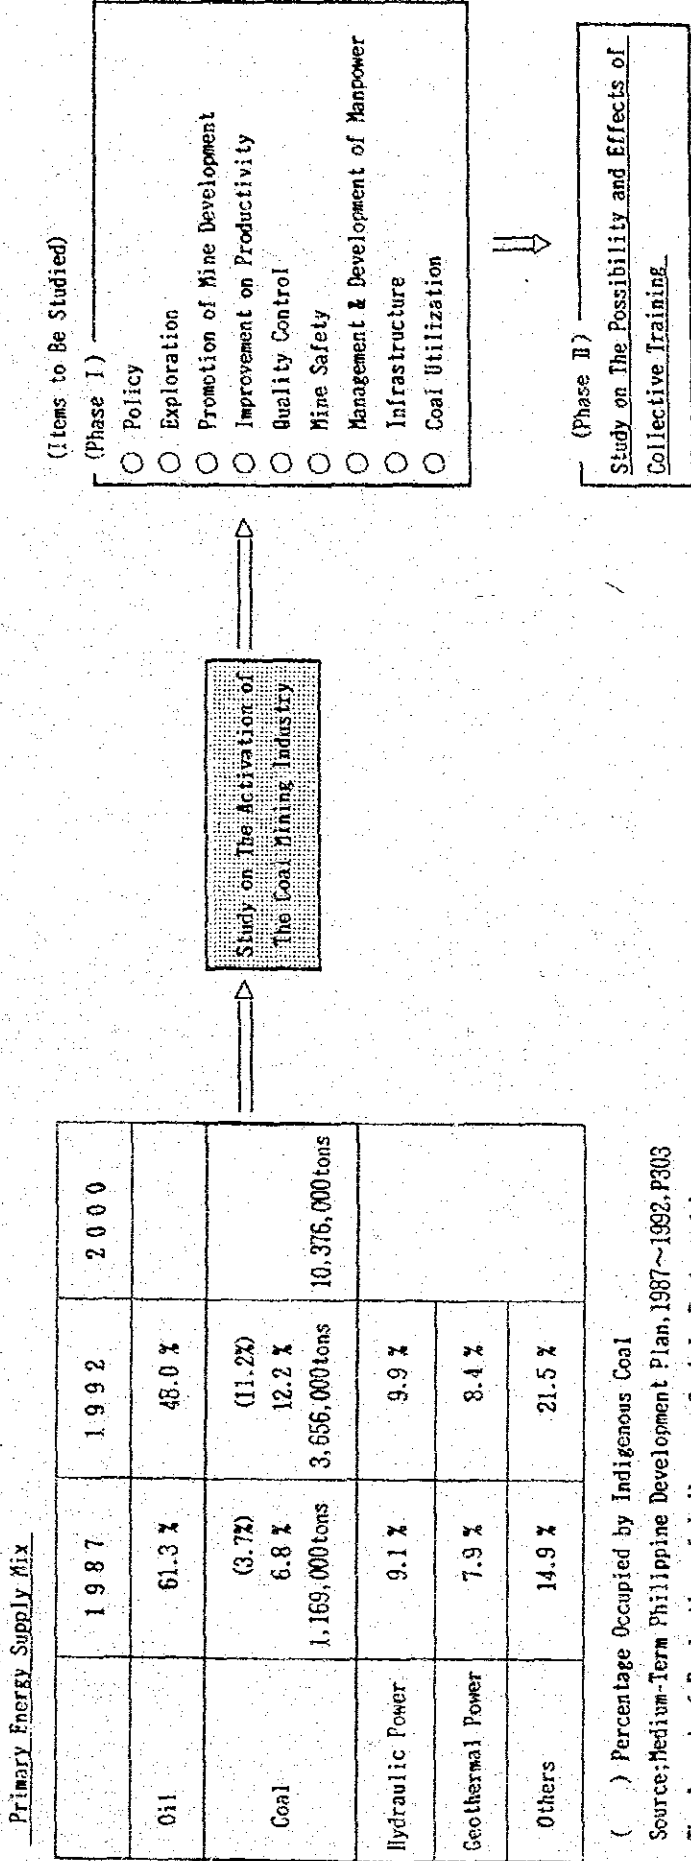 Primary Energy Supply Mix
1987 1992 2000
Oil 61.3 % 48.0 %
Coal (3.7%) (11.2%)
6.8 % 12.2 %
1,169,000tons 3,656,000tons 10,376,000tons
Hydraulic Power 9.1 % 9.9 %
Geothermal Power 7.9 % 8.4 %
Others 14.9 % 21.5 %
( ) Percentage Occupied by Indigenous Coal
Source;Medium-Term Philippine Development Plan,1987~1992,P303
Study on The Activation of
The Coal Mining Industry
(Items to Be Studied)
(Phase I)
○ Policy
○ Exploration
○ Promotion of Mine Development
○ Improvement on Productivity
○ Quality Control
○ Mine Safety
○ Management & Development of Manpower
○ Infrastructure
○ Coal Utilization
(Phase II)
Study on The Possibility and Effects of
Collective Training